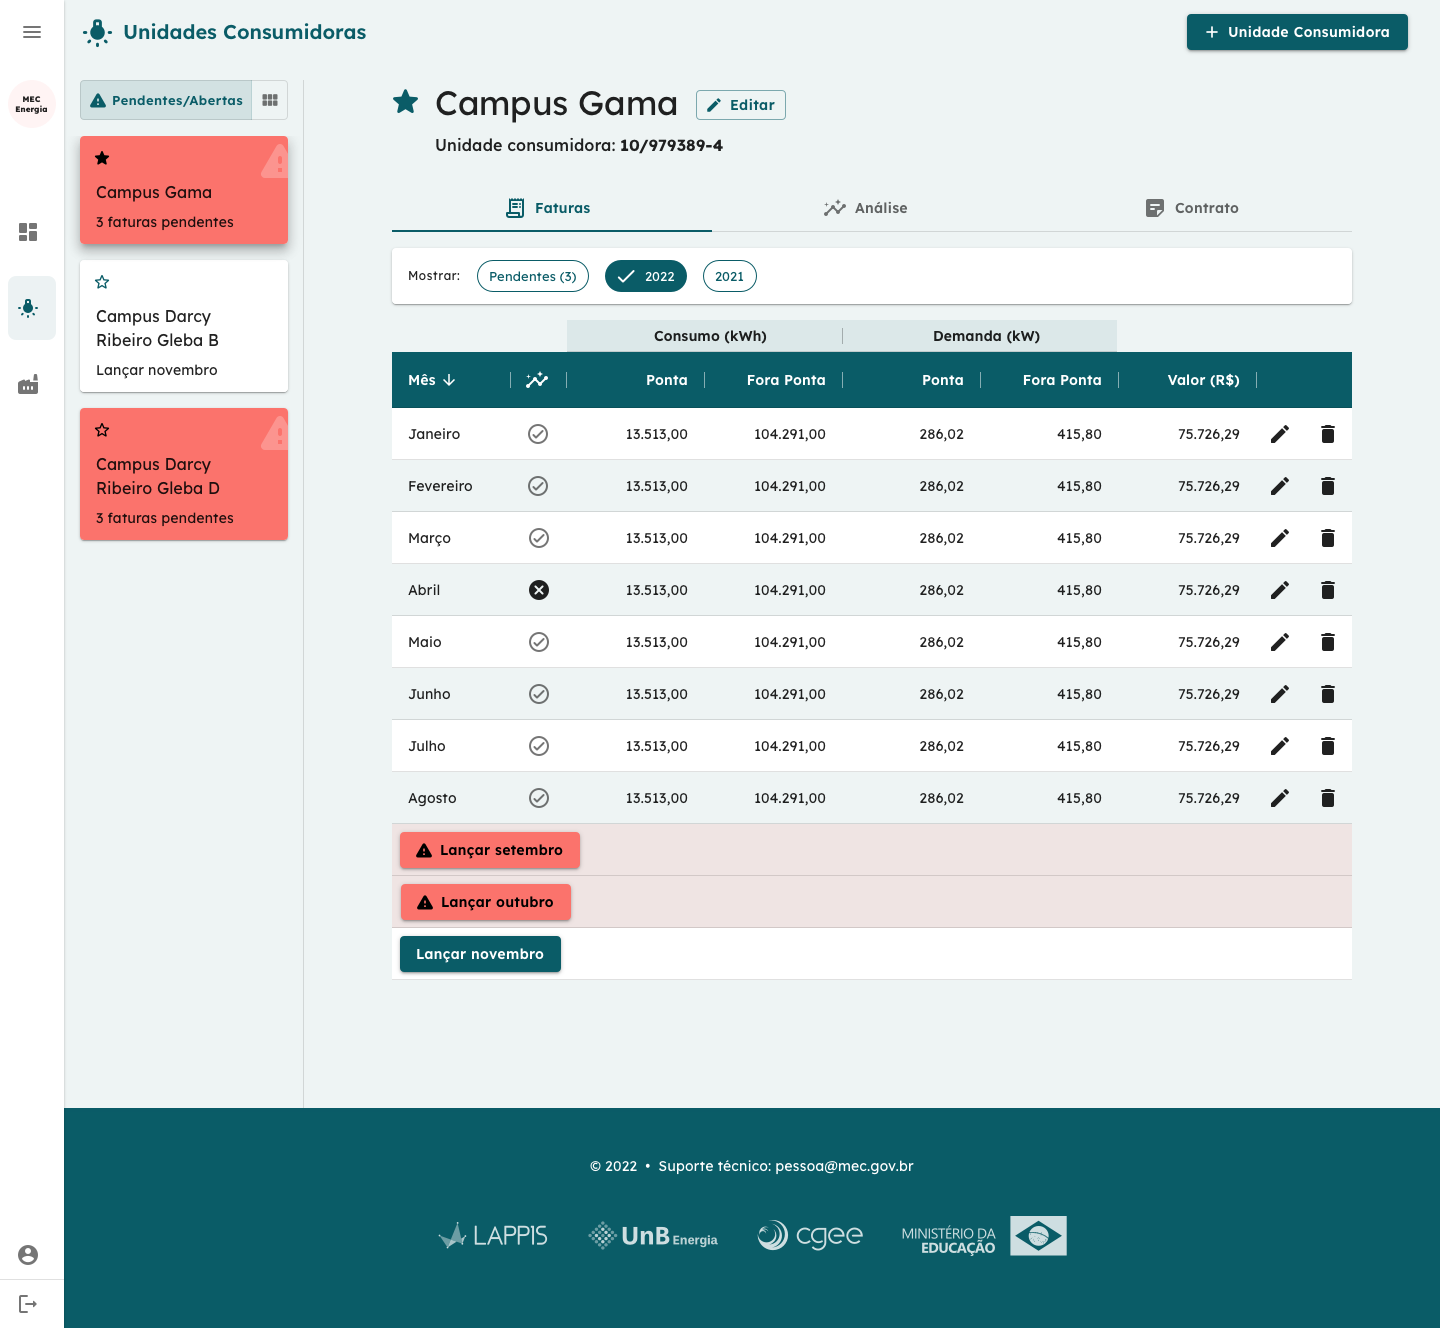 Unidades Consumidoras
Unidade Consumidora
MEC
Energia
Pendentes/Abertas
Campus Gama
3 faturas pendentes
Campus Darcy
Ribeiro Gleba B
Lançar novembro
Campus Darcy
Ribeiro Gleba D
3 faturas pendentes
Campus Gama
Editar
Unidade consumidora: 10/979389-4
Faturas Análise Contrato
Mostrar: Pendentes (3) 2022 2021
Consumo (kWh) Demanda (kW)
Mês Ponta Fora Ponta Ponta Fora Ponta Valor (R$)
Janeiro 13.513,00 104.291,00 286,02 415,80 75.726,29
Fevereiro 13.513,00 104.291,00 286,02 415,80 75.726,29
Março 13.513,00 104.291,00 286,02 415,80 75.726,29
Abril 13.513,00 104.291,00 286,02 415,80 75.726,29
Maio 13.513,00 104.291,00 286,02 415,80 75.726,29
Junho 13.513,00 104.291,00 286,02 415,80 75.726,29
Julho 13.513,00 104.291,00 286,02 415,80 75.726,29
Agosto 13.513,00 104.291,00 286,02 415,80 75.726,29
Lançar setembro
Lançar outubro
Lançar novembro
© 2022 • Suporte técnico: pessoa@mec.gov.br
LAPPIS
UnB Energia
cgee
MINISTÉRIO DA
EDUCAÇÃO